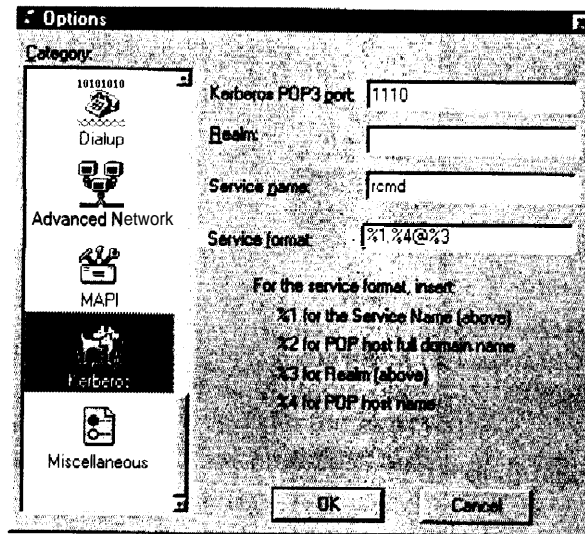 Options
Category:
10101010
Dialup
Advanced Network
MAPI
Kerberos
Miscellaneous
Kerberos POP3 port: 1110
Realm:
Service name: rcmd
Service format: %1.%4@%3
For the service format, insert:
%1 for the Service Name (above)
%2 for POP host full domain name
%3 for Realm (above)
%4 for POP host name
OK
Cancel